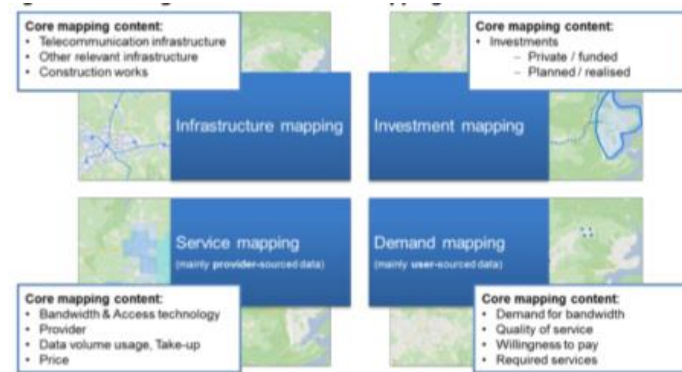 Core mapping content:
• Telecommunication infrastructure
• Other relevant infrastructure
• Construction works
Core mapping content:
• Investments
– Private / funded
– Planned / realised
Infrastructure mapping
Investment mapping
Service mapping
(mainly provider-sourced data)
Demand mapping
(mainly user-sourced data)
Core mapping content:
• Bandwidth & Access technology
• Provider
• Data volume usage, Take-up
• Price
Core mapping content:
• Demand for bandwidth
• Quality of service
• Willingness to pay
• Required services